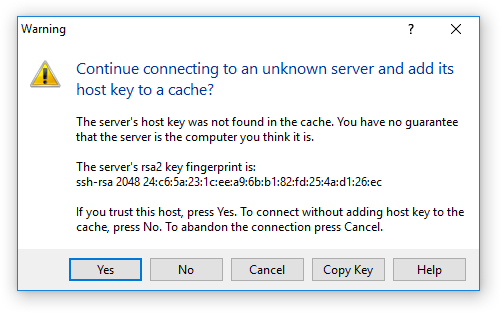 Warning
Continue connecting to an unknown server and add its
host key to a cache?
The server's host key was not found in the cache. You have no guarantee
that the server is the computer you think it is.
The server's rsa2 key fingerprint is:
ssh-rsa 2048 24:c6:5a:23:1c:ee:a9:6b:b1:82:fd:25:4a:d1:26:ec
If you trust this host, press Yes. To connect without adding host key to the
cache, press No. To abandon the connection press Cancel.
Yes No Cancel Copy Key Help